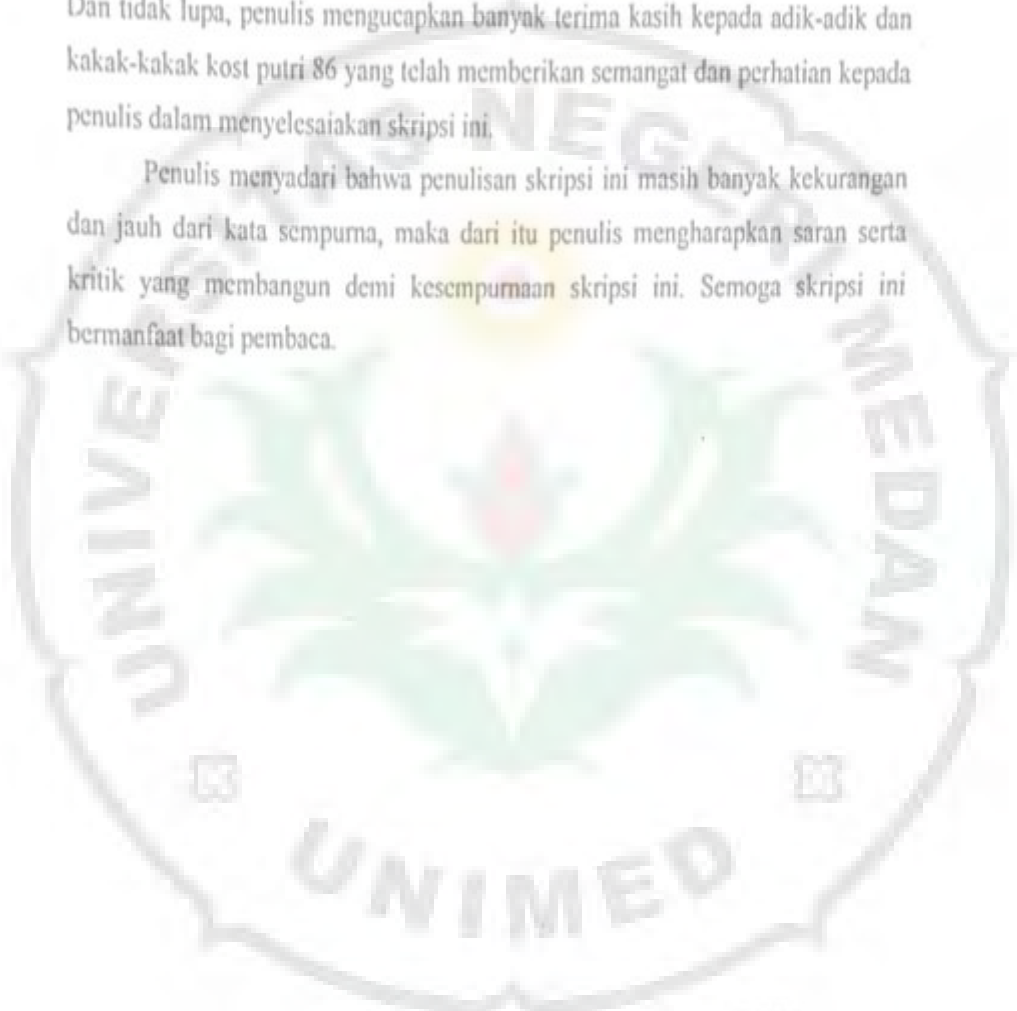 Dan tidak lupa, penulis mengucapkan banyak terima kasih kepada adik-adik dan
kakak-kakak kost putri 86 yang telah memberikan semangat dan perhatian kepada
penulis dalam menyelesaiakan skripsi ini.
Penulis menyadari bahwa penulisan skripsi ini masih banyak kekurangan
dan jauh dari kata sempurna, maka dari itu penulis mengharapkan saran serta
kritik yang membangun demi kesempurnaan skripsi ini. Semoga skripsi ini
bermanfaat bagi pembaca.
UNIVERSITAS NEGERI MEDAN
UNIMED